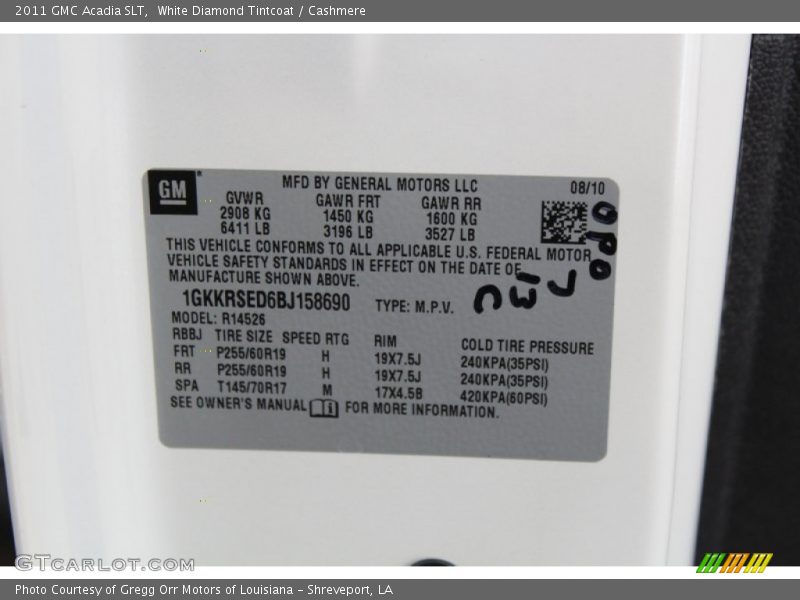 2011 GMC Acadia SLT, White Diamond Tintcoat / Cashmere
GM
MFD BY GENERAL MOTORS LLC 08/10
GVWR GAWR FRT GAWR RR
2908 KG 1450 KG 1600 KG
6411 LB 3196 LB 3527 LB
THIS VEHICLE CONFORMS TO ALL APPLICABLE U.S. FEDERAL MOTOR
VEHICLE SAFETY STANDARDS IN EFFECT ON THE DATE OF
MANUFACTURE SHOWN ABOVE.
1GKKRSED6BJ158690 TYPE: M.P.V.
MODEL: R14526
RBBJ TIRE SIZE SPEED RTG RIM COLD TIRE PRESSURE
FRT P255/60R19 H 19X7.5J 240KPA(35PSI)
RR P255/60R19 H 19X7.5J 240KPA(35PSI)
SPA T145/70R17 M 17X4.5B 420KPA(60PSI)
SEE OWNER'S MANUAL FOR MORE INFORMATION.
GTCARLOT.COM
Photo Courtesy of Gregg Orr Motors of Louisiana - Shreveport, LA